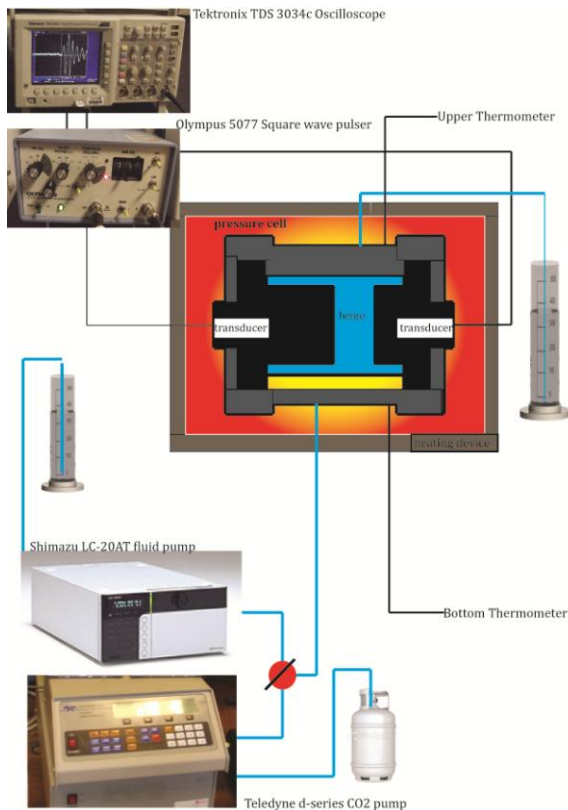 Tektronix TDS 3034c Oscilloscope
Olympus 5077 Square wave pulser
Upper Thermometer
pressure cell
brine
transducer
transducer
heating device
Shimazu LC-20AT fluid pump
Bottom Thermometer
Teledyne d-series CO2 pump